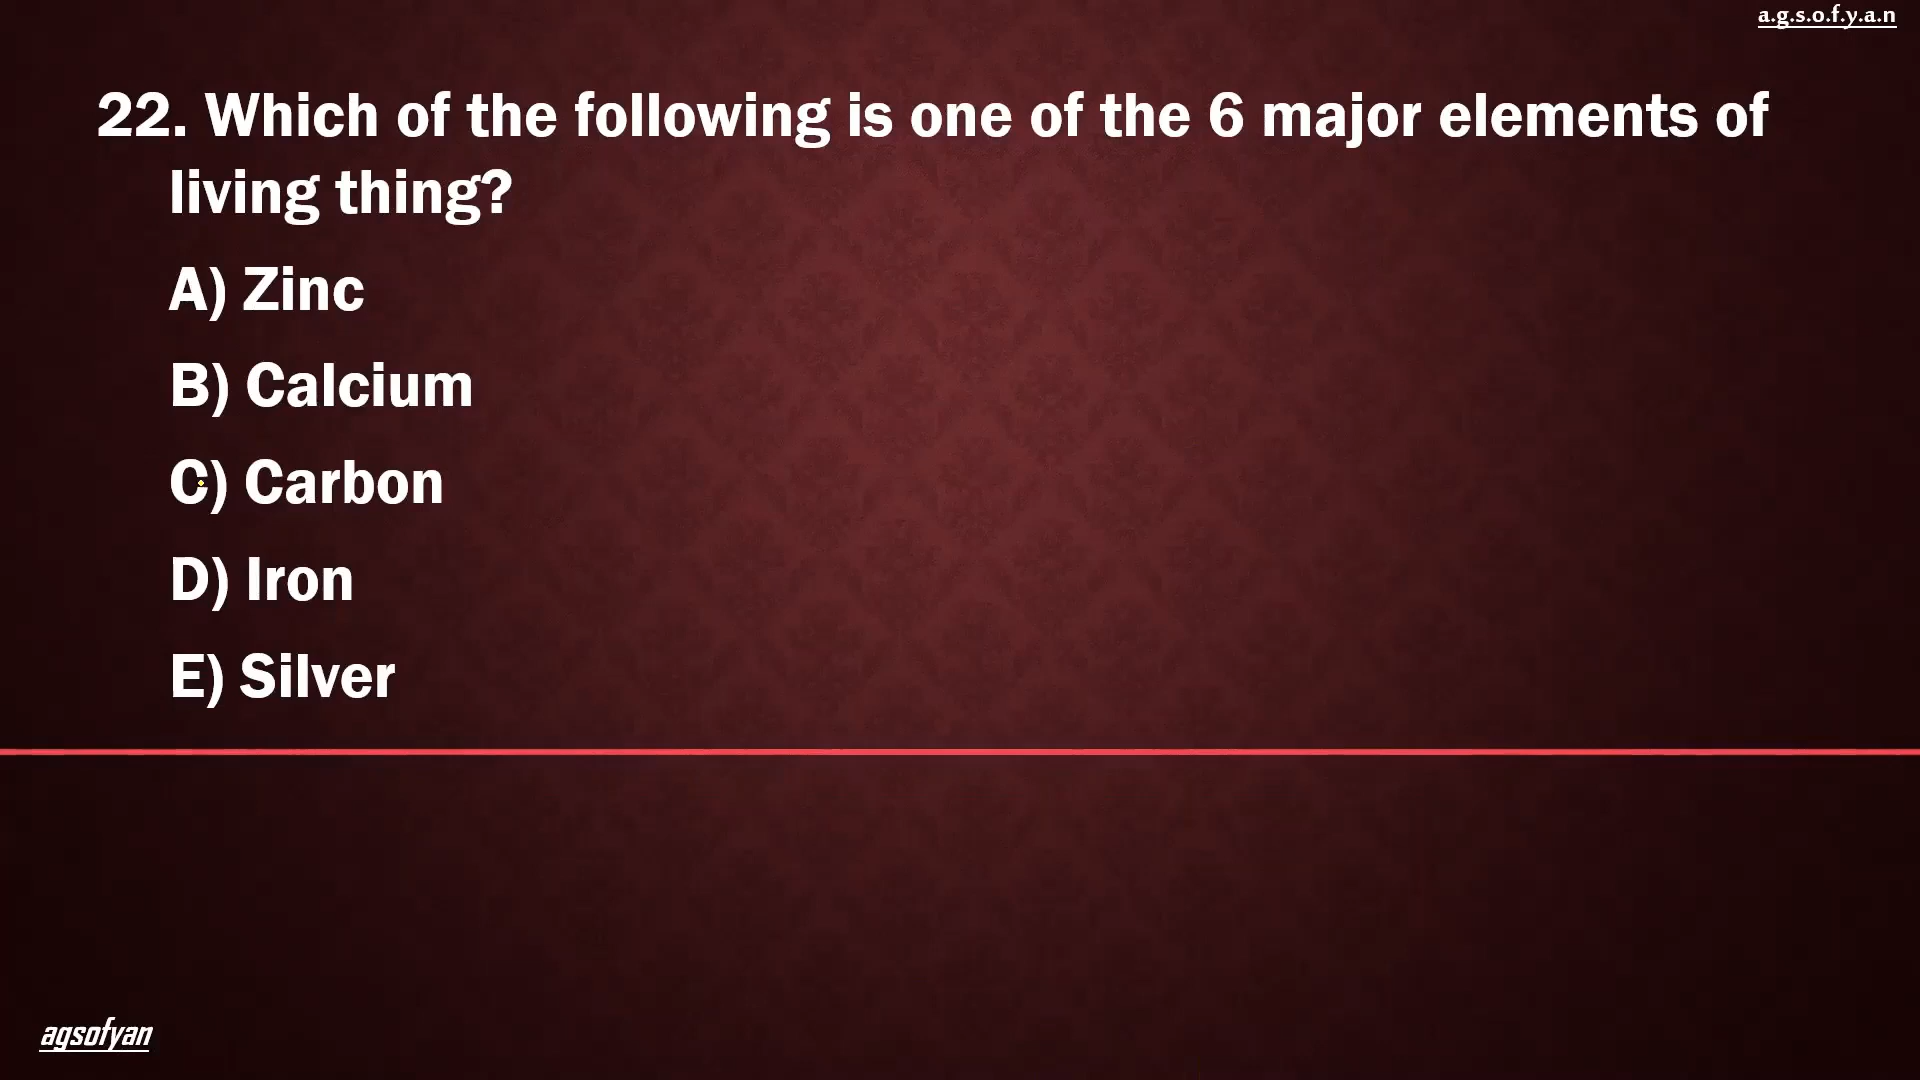 a.g.s.o.f.y.a.n
22. Which of the following is one of the 6 major elements of
living thing?
A) Zinc
B) Calcium
C) Carbon
D) Iron
E) Silver
agsofyan